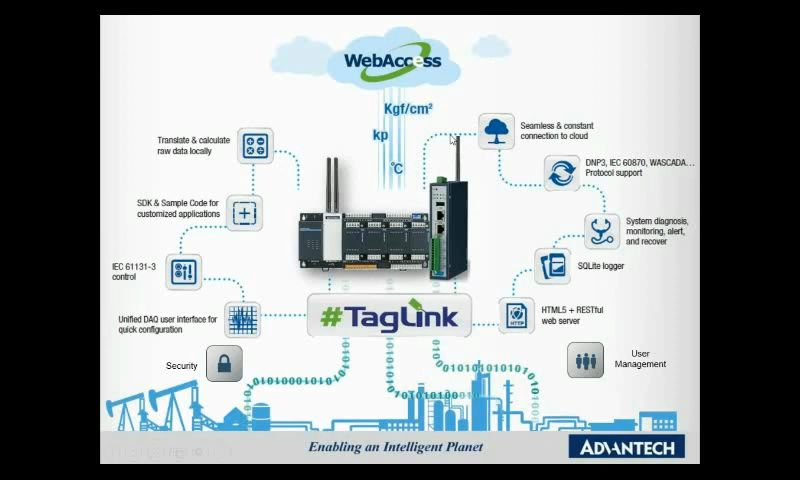 WebAccess
Kgf/cm²
kp
°C
Translate & calculate
raw data locally
SDK & Sample Code for
customized applications
IEC 61131-3
control
Unified DAQ user interface for
quick configuration
Security
Seamless & constant
connection to cloud
DNP3, IEC 60870, WASCADA...
Protocol support
System diagnosis,
monitoring, alert,
and recover
SQLite logger
HTML5 + RESTful
web server
HTTP
User
Management
#TagLink
Enabling an Intelligent Planet
ADVANTECH